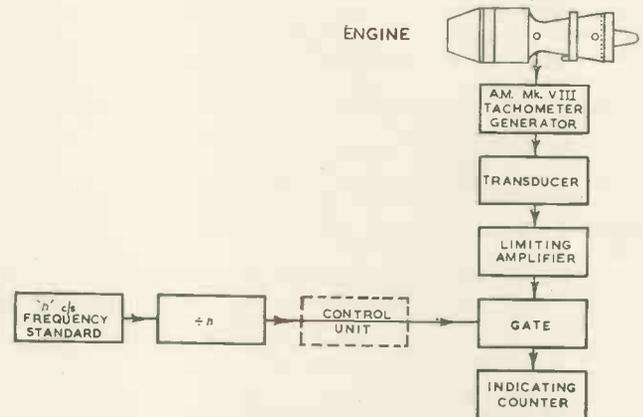 ENGINE
A.M. Mk. VIII
TACHOMETER
GENERATOR
TRANSDUCER
LIMITING
AMPLIFIER
'n' c/s
FREQUENCY
STANDARD
÷ n
CONTROL
UNIT
GATE
INDICATING
COUNTER